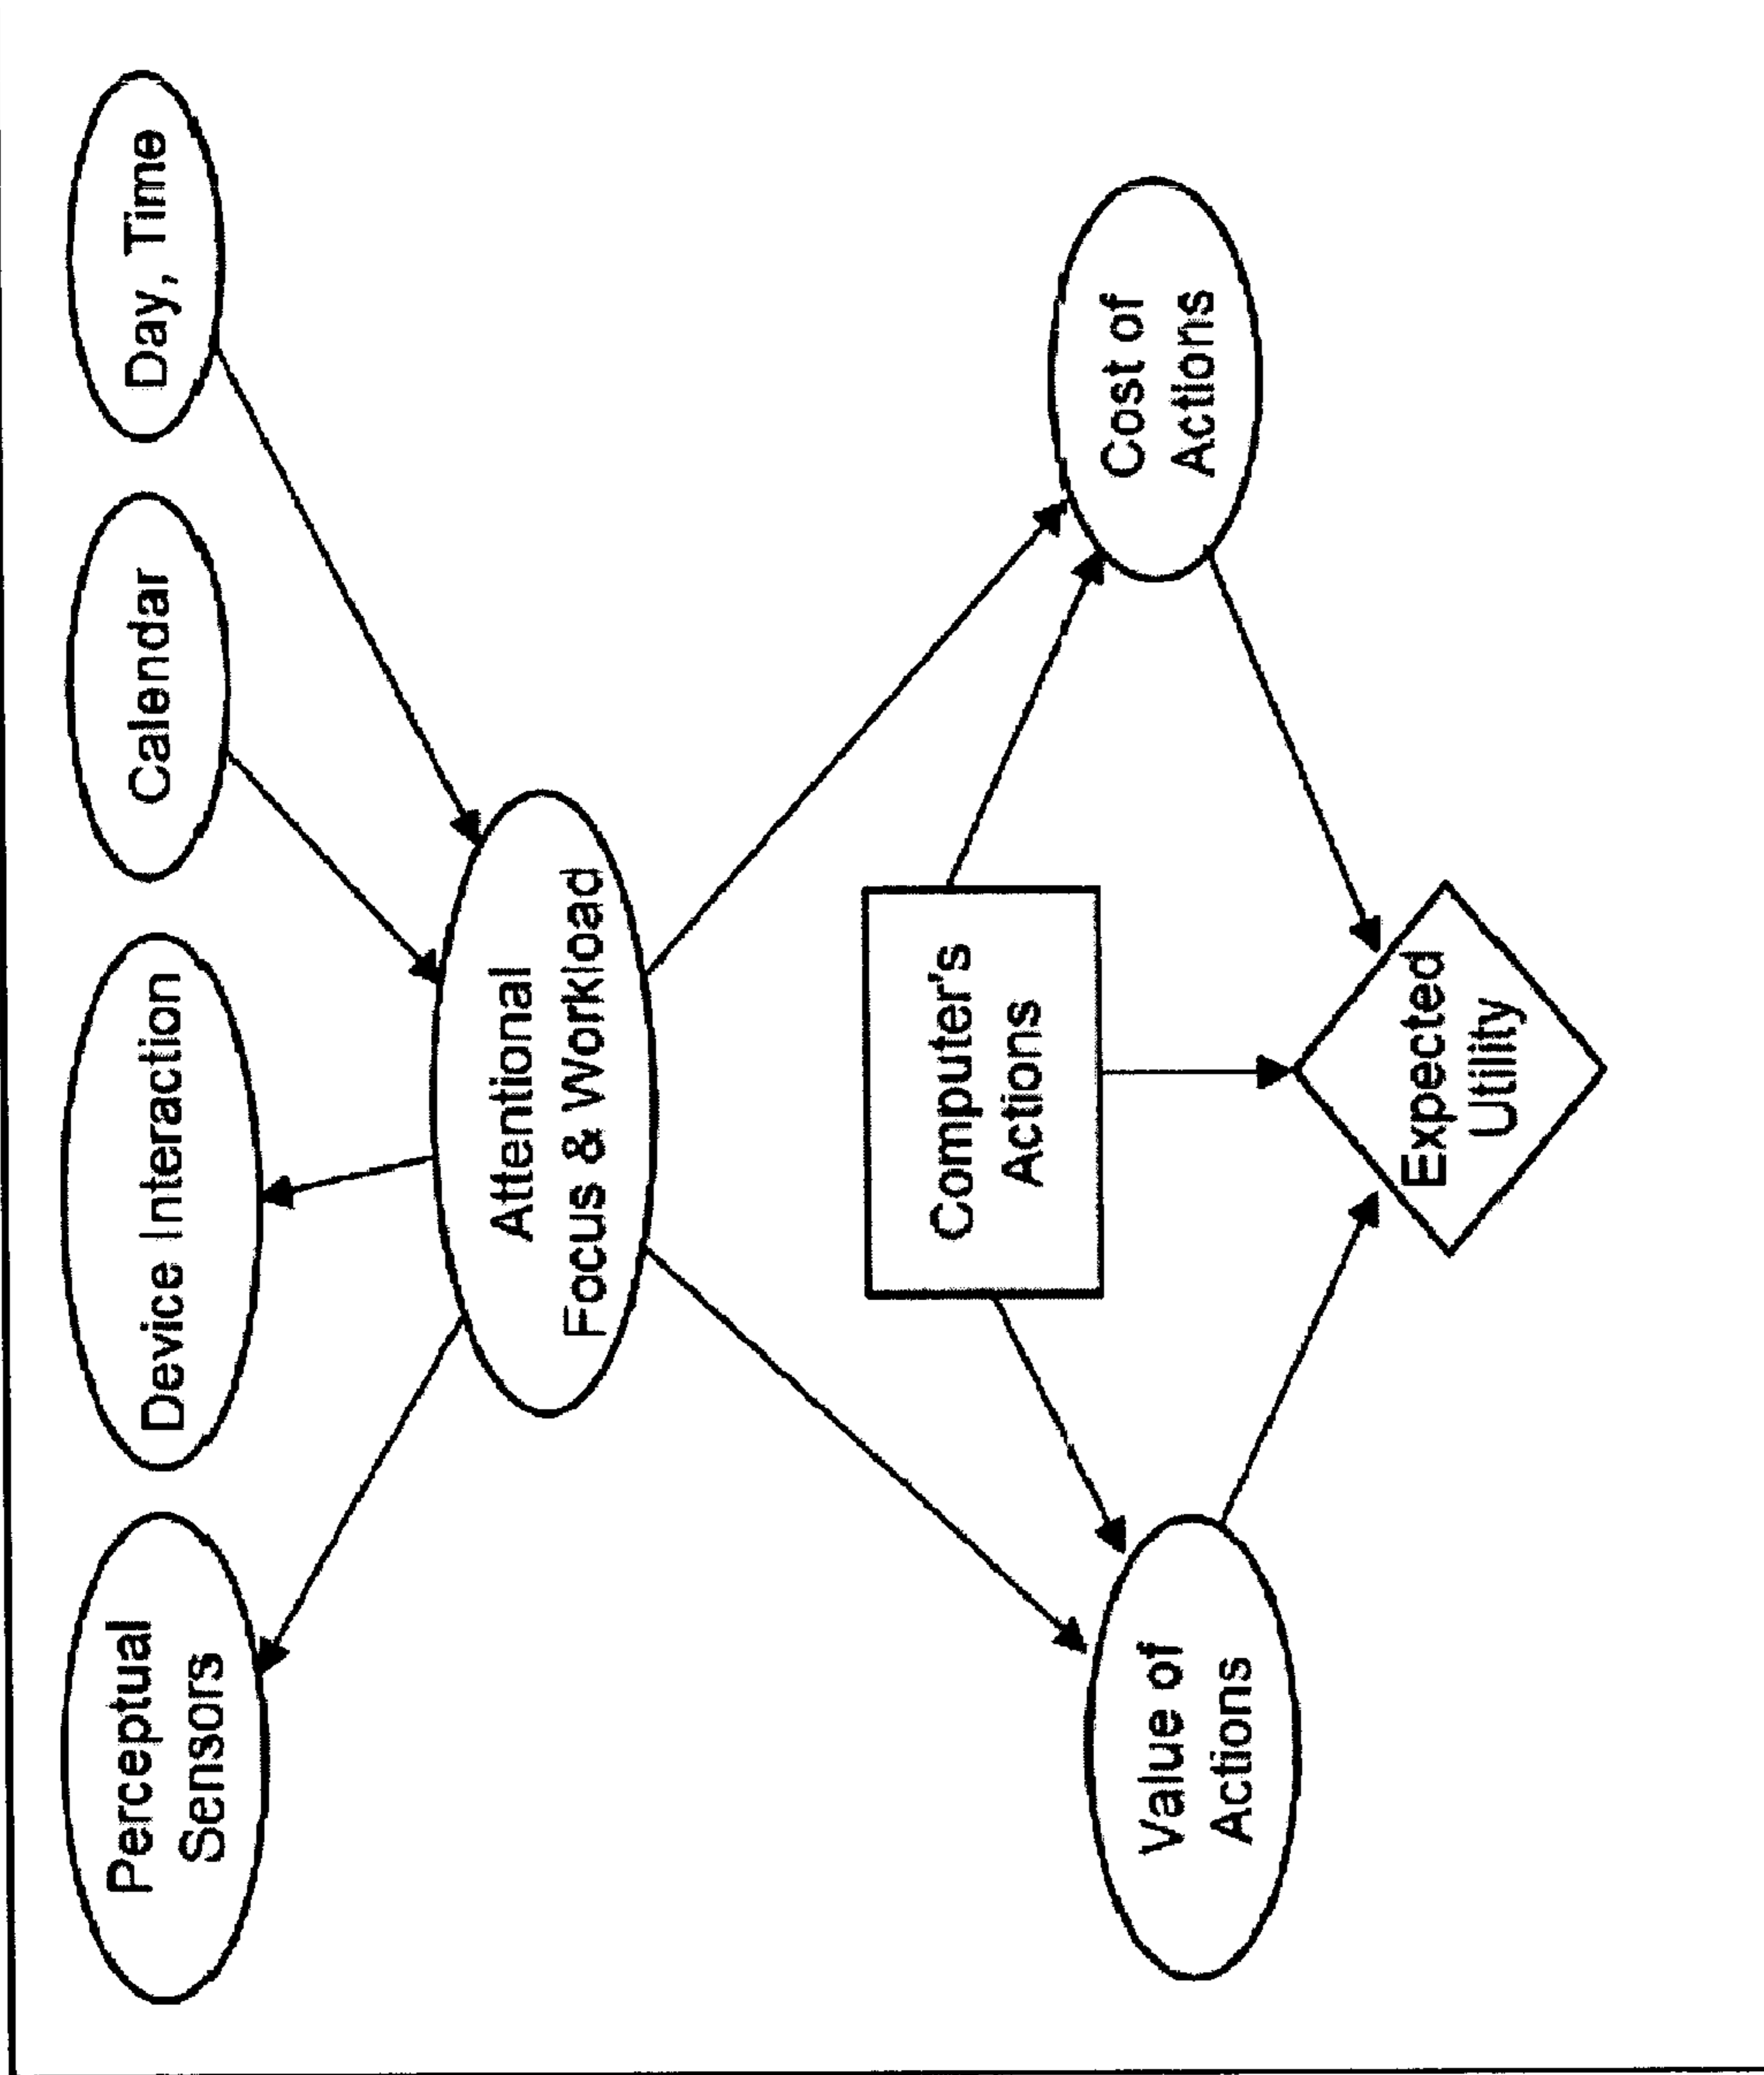 Perceptual
Sensors
Device Interaction
Calendar
Day, Time
Attentional
Focus & Workload
Computer's
Actions
Value of
Actions
Cost of
Actions
Expected
Utility